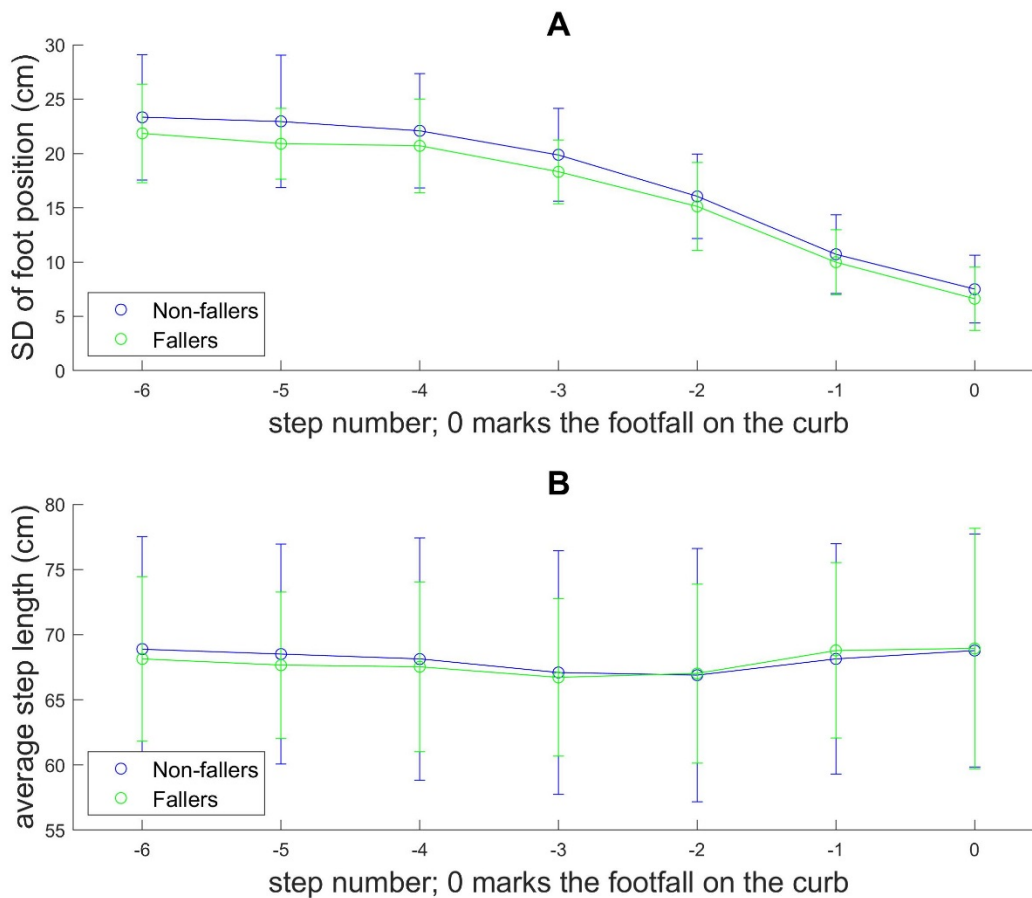 A
SD of foot position (cm)
30
25
20
15
10
5
0
Non-fallers
Fallers
-6 -5 -4 -3 -2 -1 0
step number; 0 marks the footfall on the curb
B
average step length (cm)
80
75
70
65
60
55
Non-fallers
Fallers
-6 -5 -4 -3 -2 -1 0
step number; 0 marks the footfall on the curb